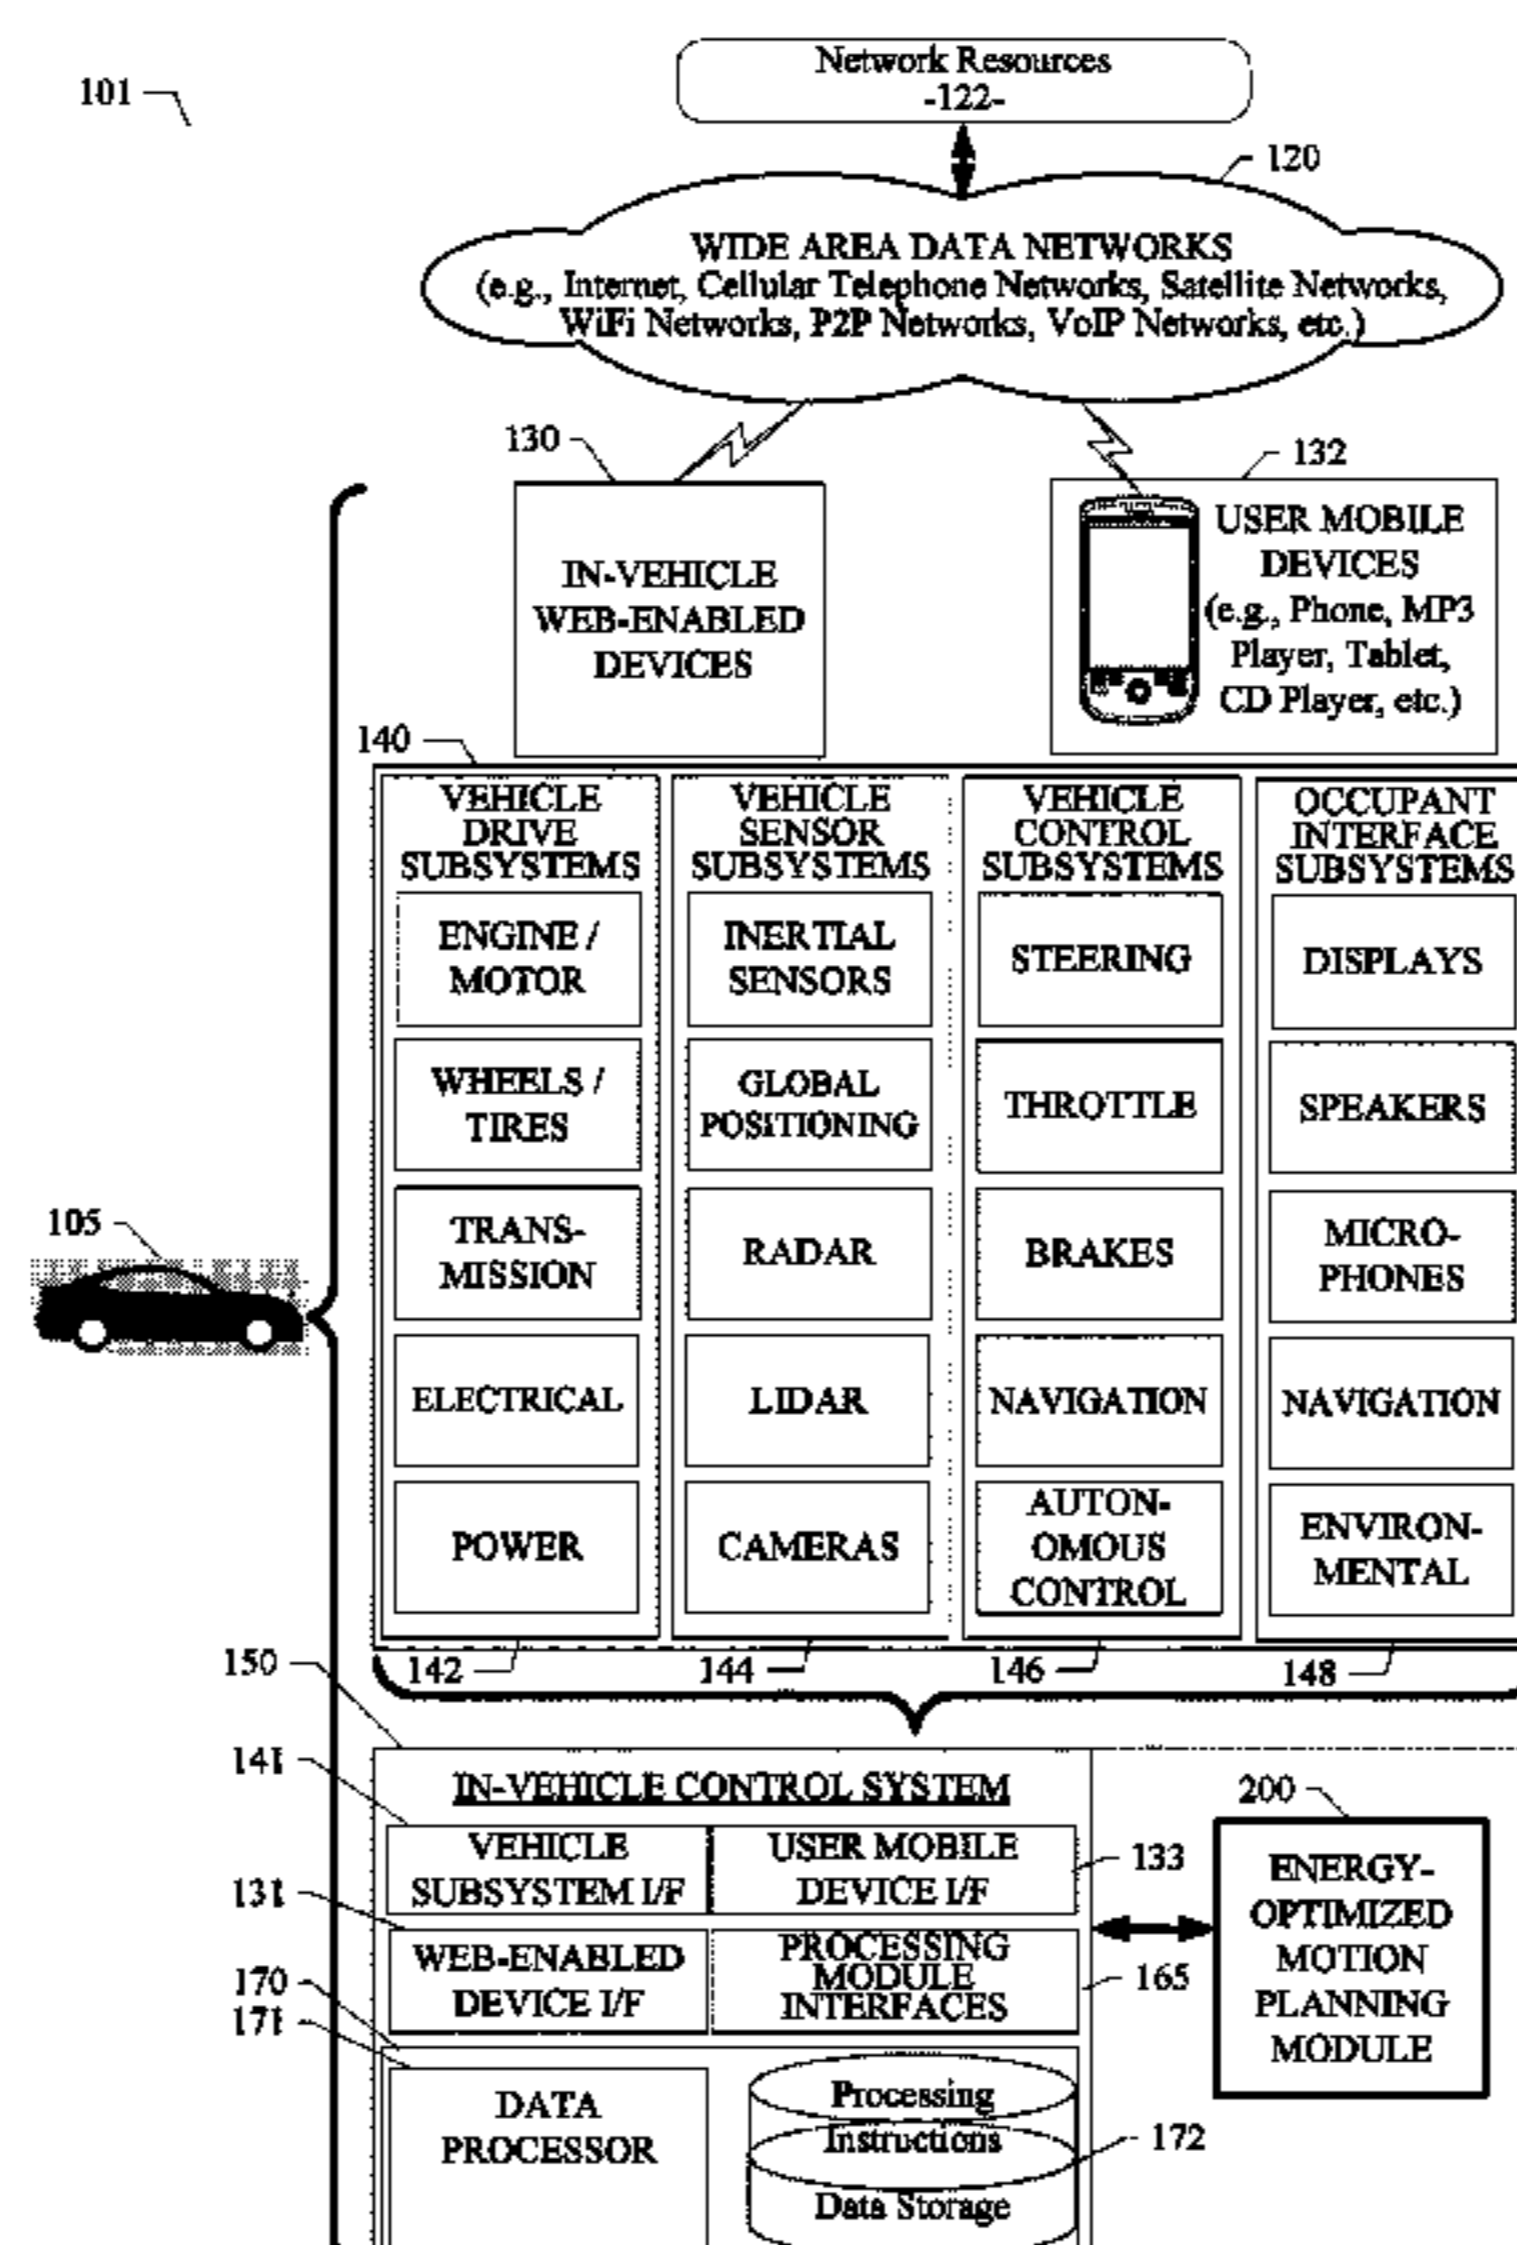 101
Network Resources
-122-
120
WIDE AREA DATA NETWORKS
(e.g., Internet, Cellular Telephone Networks, Satellite Networks,
WiFi Networks, P2P Networks, VoIP Networks, etc.)
130
132
IN-VEHICLE
WEB-ENABLED
DEVICES
USER MOBILE
DEVICES
(e.g., Phone, MP3
Player, Tablet,
CD Player, etc.)
140
VEHICLE
DRIVE
SUBSYSTEMS
ENGINE /
MOTOR
WHEELS /
TIRES
TRANS-
MISSION
ELECTRICAL
POWER
142
VEHICLE
SENSOR
SUBSYSTEMS
INERTIAL
SENSORS
GLOBAL
POSITIONING
RADAR
LIDAR
CAMERAS
144
VEHICLE
CONTROL
SUBSYSTEMS
STEERING
THROTTLE
BRAKES
NAVIGATION
AUTON-
OMOUS
CONTROL
146
OCCUPANT
INTERFACE
SUBSYSTEMS
DISPLAYS
SPEAKERS
MICRO-
PHONES
NAVIGATION
ENVIRON-
MENTAL
148
105
150
141
IN-VEHICLE CONTROL SYSTEM
VEHICLE
SUBSYSTEM I/F
USER MOBILE
DEVICE I/F
133
131
WEB-ENABLED
DEVICE I/F
PROCESSING
MODULE
INTERFACES
165
170
171
DATA
PROCESSOR
Processing
Instructions
Data Storage
172
200
ENERGY-
OPTIMIZED
MOTION
PLANNING
MODULE